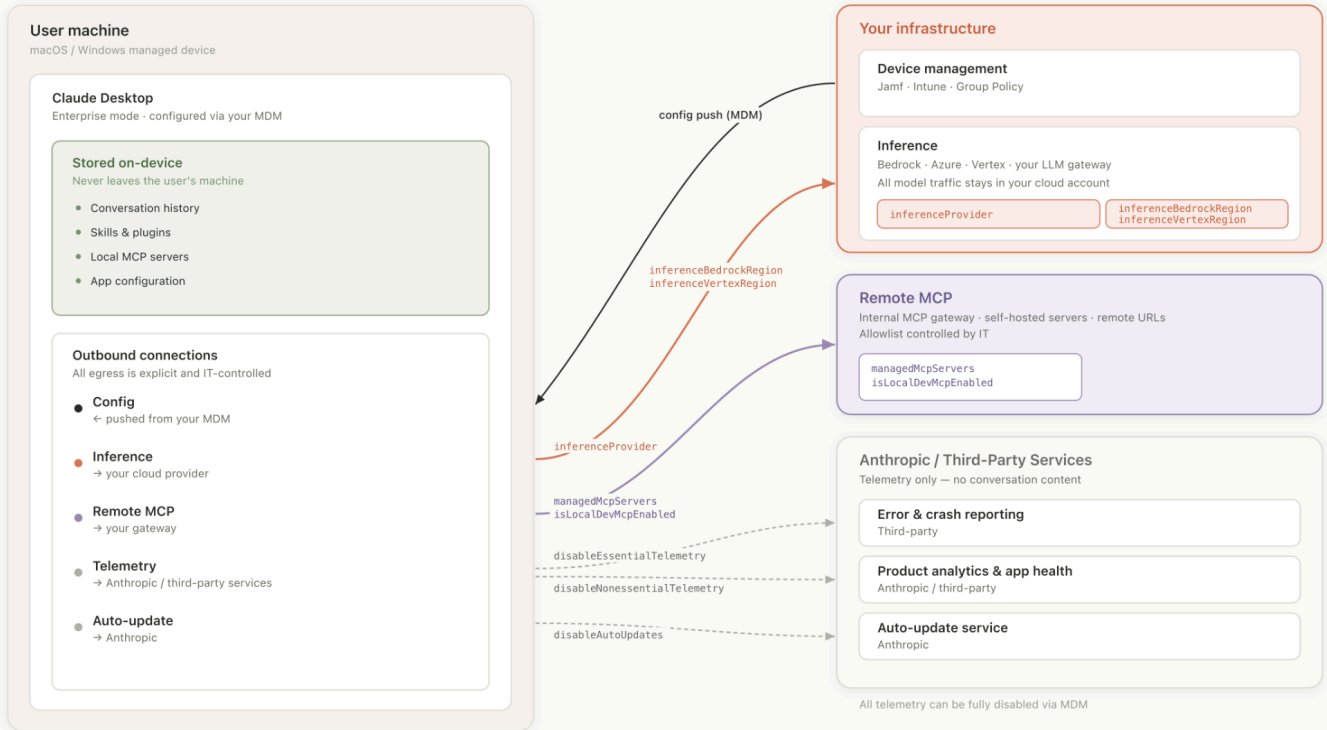 User machine
macOS / Windows managed device
Claude Desktop
Enterprise mode · configured via your MDM
Stored on-device
Never leaves the user's machine
Conversation history
Skills & plugins
Local MCP servers
App configuration
Outbound connections
All egress is explicit and IT-controlled
Config
← pushed from your MDM
Inference
→ your cloud provider
Remote MCP
→ your gateway
Telemetry
→ Anthropic / third-party services
Auto-update
→ Anthropic
config push (MDM)
inferenceBedrockRegion
inferenceVertexRegion
inferenceProvider
managedMcpServers
isLocalDevMcpEnabled
disableEssentialTelemetry
disableNonessentialTelemetry
disableAutoUpdates
Your infrastructure
Device management
Jamf · Intune · Group Policy
Inference
Bedrock · Azure · Vertex · your LLM gateway
All model traffic stays in your cloud account
inferenceProvider
inferenceBedrockRegion
inferenceVertexRegion
Remote MCP
Internal MCP gateway · self-hosted servers · remote URLs
Allowlist controlled by IT
managedMcpServers
isLocalDevMcpEnabled
Anthropic / Third-Party Services
Telemetry only — no conversation content
Error & crash reporting
Third-party
Product analytics & app health
Anthropic / third-party
Auto-update service
Anthropic
All telemetry can be fully disabled via MDM